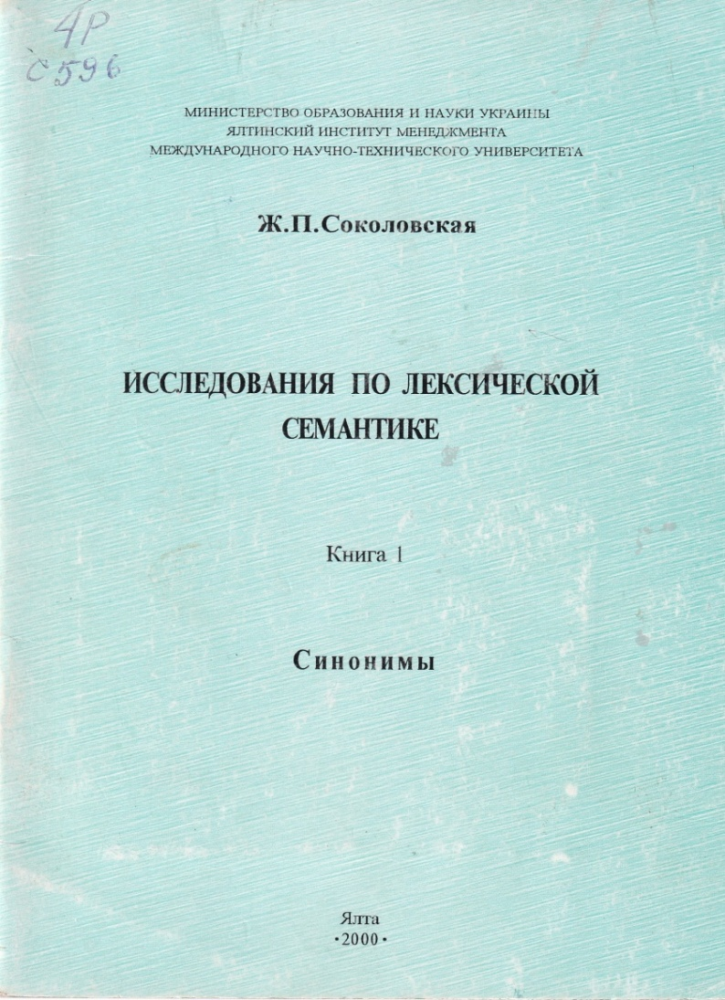 4Р
С596
МИНИСТЕРСТВО ОБРАЗОВАНИЯ И НАУКИ УКРАИНЫ
ЯЛТИНСКИЙ ИНСТИТУТ МЕНЕДЖМЕНТА
МЕЖДУНАРОДНОГО НАУЧНО-ТЕХНИЧЕСКОГО УНИВЕРСИТЕТА
Ж.П.Соколовская
ИССЛЕДОВАНИЯ ПО ЛЕКСИЧЕСКОЙ
СЕМАНТИКЕ
Книга 1
Синонимы
Ялта
·2000·